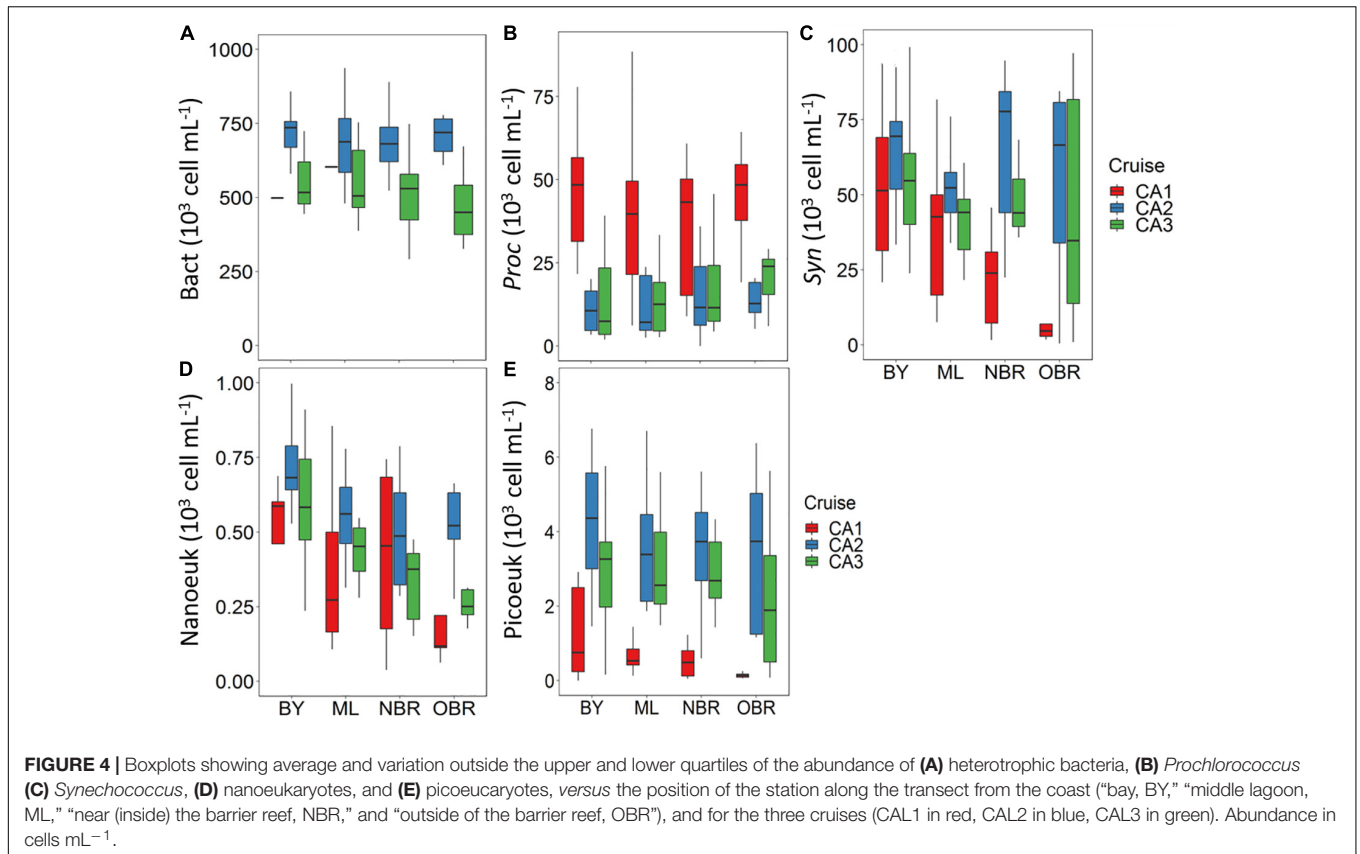 A
Bact (10³ cell mL⁻¹)
1000
750
500
250
0
B
Proc (10³ cell mL⁻¹)
75
50
25
0
C
Syn (10³ cell mL⁻¹)
100
75
50
25
0
BY ML NBR OBR
Cruise
CA1
CA2
CA3
D
Nanoeuk (10³ cell mL⁻¹)
1.00
0.75
0.50
0.25
0.00
BY ML NBR OBR
E
Picoeuk (10³ cell mL⁻¹)
8
6
4
2
0
BY ML NBR OBR
Cruise
CA1
CA2
CA3
FIGURE 4 | Boxplots showing average and variation outside the upper and lower quartiles of the abundance of (A) heterotrophic bacteria, (B) Prochlorococcus
(C) Synechococcus, (D) nanoeukaryotes, and (E) picoeucaryotes, versus the position of the station along the transect from the coast (“bay, BY,” “middle lagoon,
ML,” “near (inside) the barrier reef, NBR,” and “outside of the barrier reef, OBR”), and for the three cruises (CAL1 in red, CAL2 in blue, CAL3 in green). Abundance in
cells mL⁻¹.